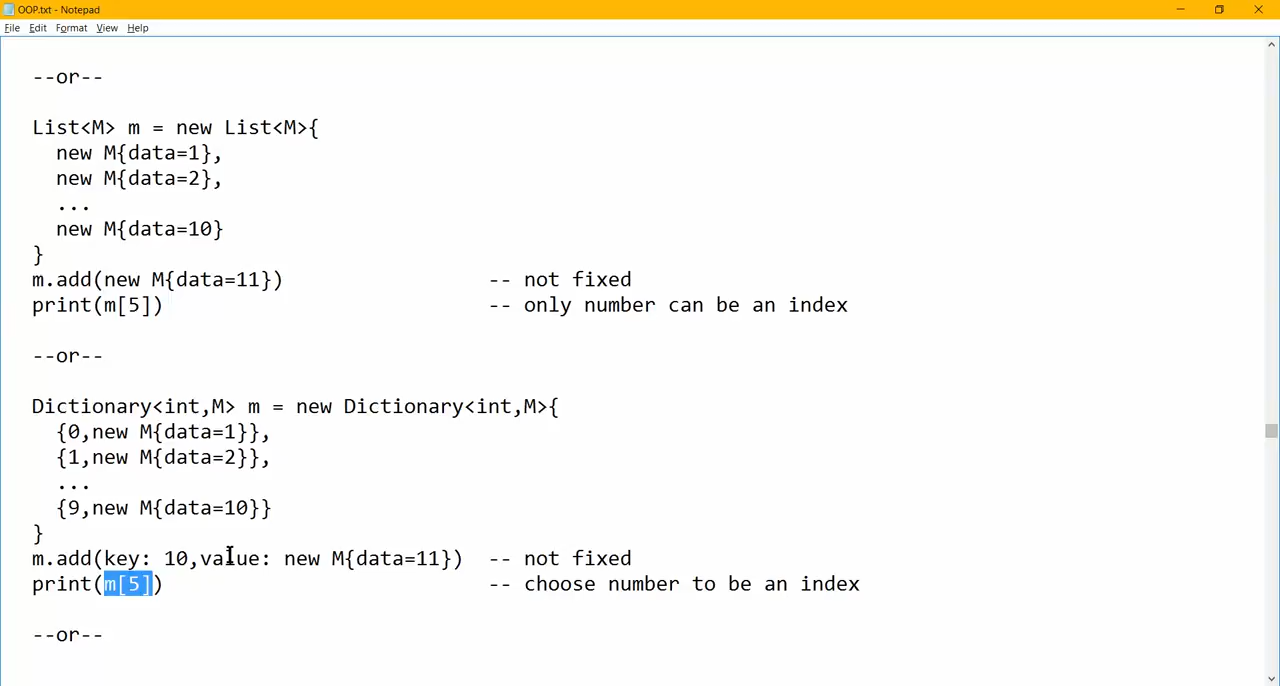 OOP.txt - Notepad
File Edit Format View Help
--or--
List<M> m = new List<M>{
new M{data=1},
new M{data=2},
...
new M{data=10}
}
m.add(new M{data=11}) -- not fixed
print(m[5]) -- only number can be an index
--or--
Dictionary<int,M> m = new Dictionary<int,M>{
{0,new M{data=1}},
{1,new M{data=2}},
...
{9,new M{data=10}}
}
m.add(key: 10,value: new M{data=11}) -- not fixed
print(m[5]) -- choose number to be an index
--or--